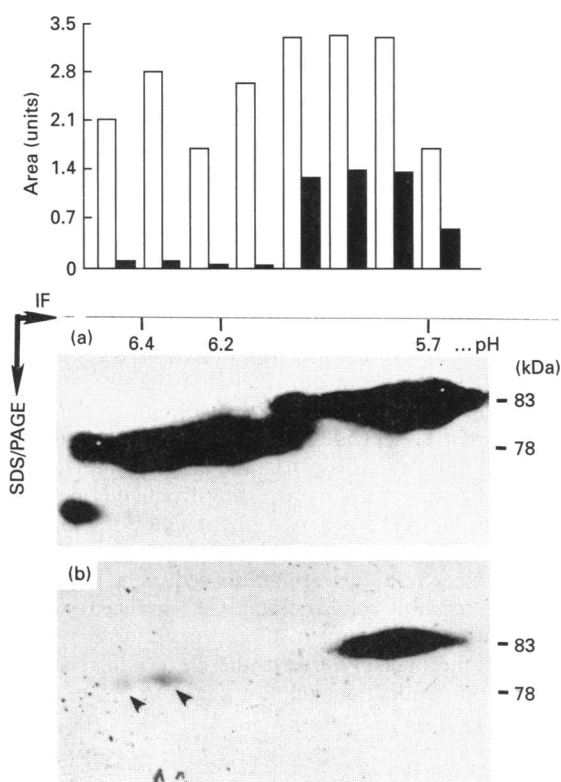 3.5
2.8
2.1
1.4
0.7
0
Area (units)
IF
(a)
6.4 6.2 5.7 ...pH
(kDa)
83
78
SDS/PAGE
(b)
83
78